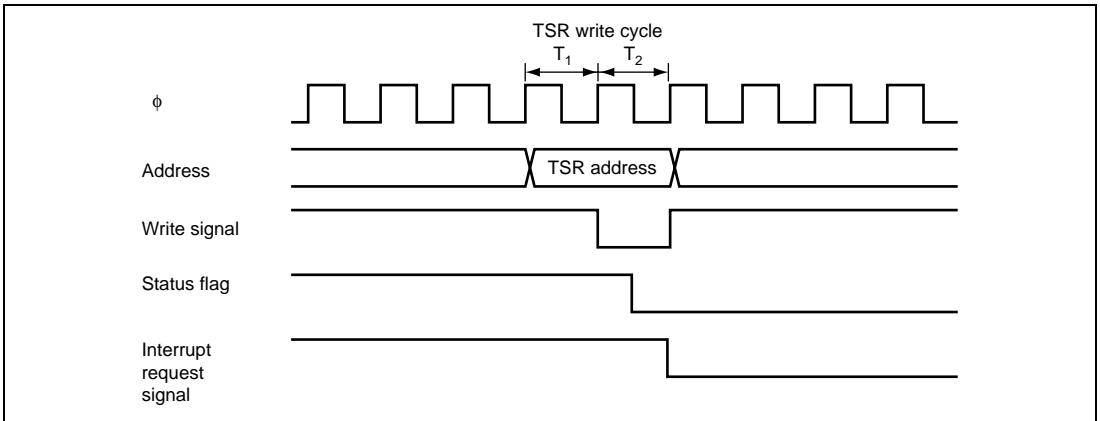 TSR write cycle
T1 T2
ϕ
Address
TSR address
Write signal
Status flag
Interrupt
request
signal